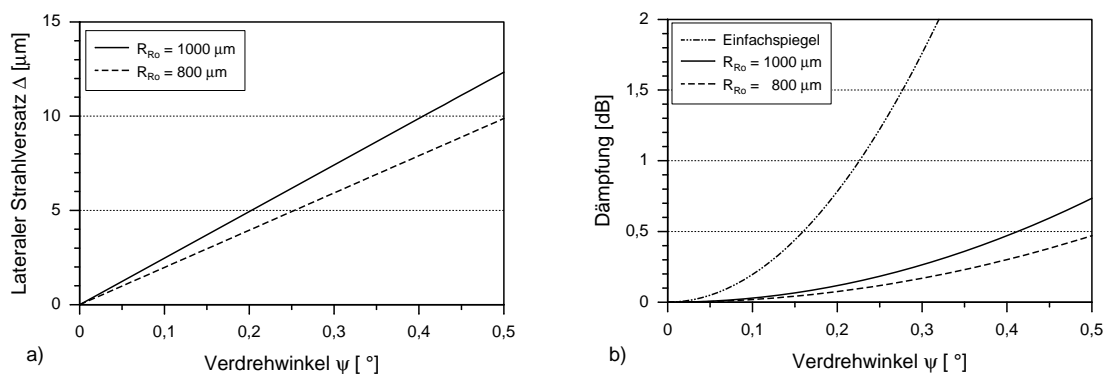 Lateraler Strahlversatz Δ [μm]
15
10
5
0
R_Ro = 1000 μm
R_Ro = 800 μm
0 0,1 0,2 0,3 0,4 0,5
Verdrehwinkel ψ [ °]
a)
Dämpfung [dB]
2
1,5
1
0,5
0
Einfachspiegel
R_Ro = 1000 μm
R_Ro = 800 μm
0 0,1 0,2 0,3 0,4 0,5
Verdrehwinkel ψ [ °]
b)